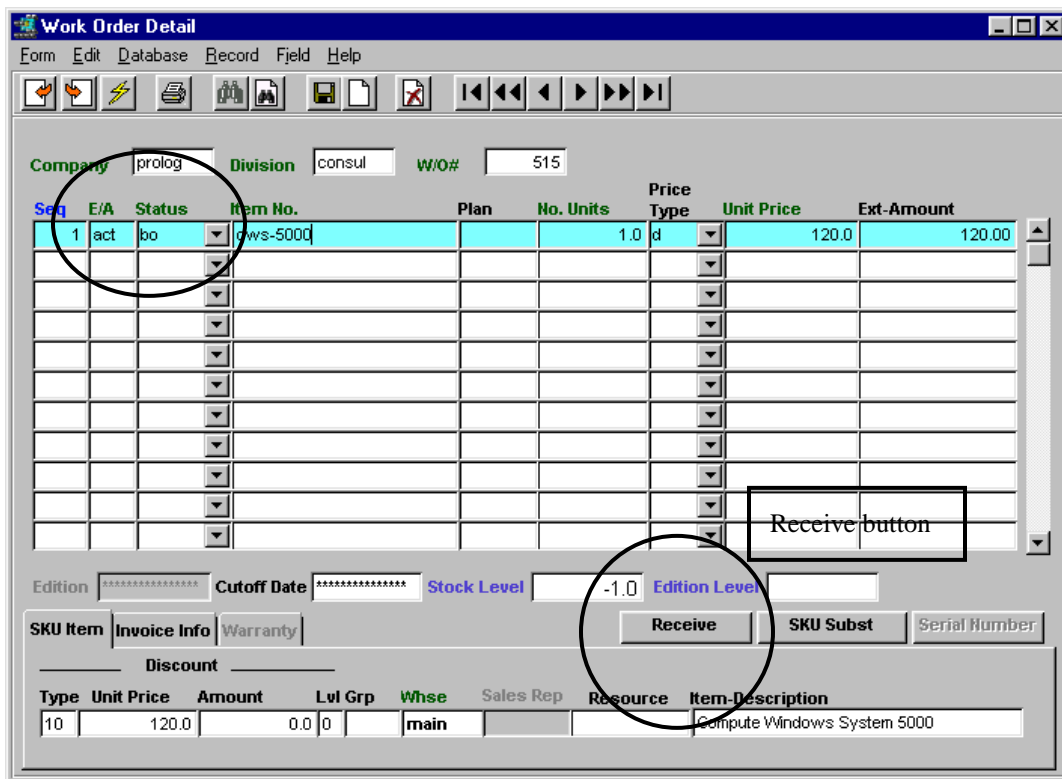 Work Order Detail
Form Edit Database Record Field Help
Company prolog Division consul W/O# 515
Price
Seq E/A Status Item No. Plan No. Units Type Unit Price Ext-Amount
1 act bo cws-5000 1.0 d 120.0 120.00
Receive button
Edition **************** Cutoff Date *************** Stock Level -1.0 Edition Level
SKU Item Invoice Info Warranty Receive SKU Subst Serial Number
Discount
Type Unit Price Amount Lvl Grp Whse Sales Rep Resource Item-Description
10 120.0 0.0 0 main Compute Windows System 5000